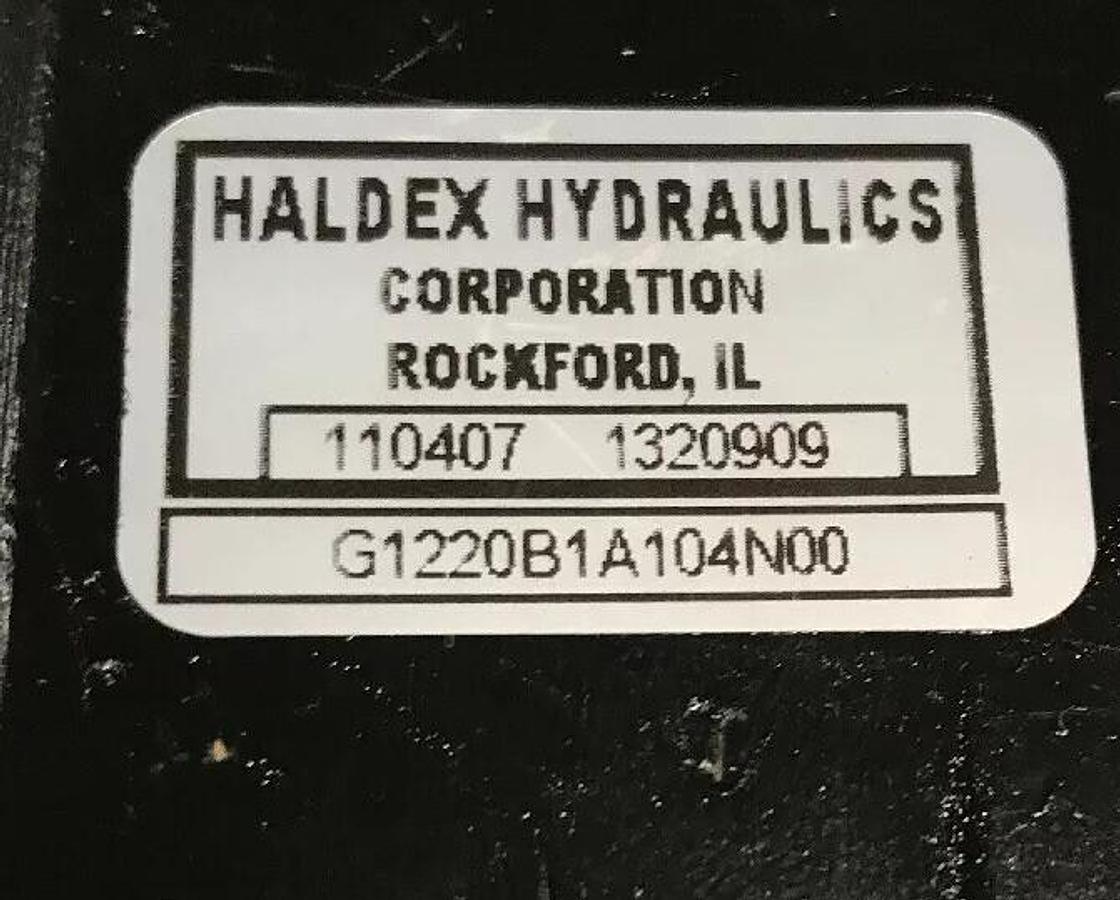 HALDEX HYDRAULICS
CORPORATION
ROCKFORD, IL
110407 1320909
G1220B1A104N00